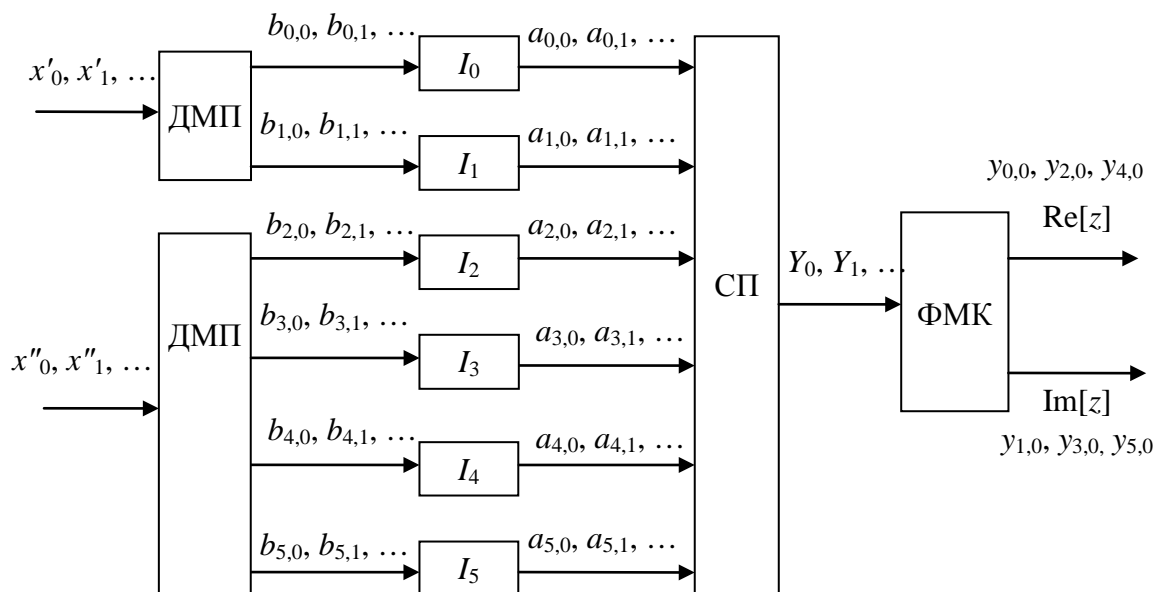 b0,0, b0,1, …
a0,0, a0,1, …
x′0, x′1, …
ДМП
I0
b1,0, b1,1, …
a1,0, a1,1, …
I1
y0,0, y2,0, y4,0
Re[z]
b2,0, b2,1, …
a2,0, a2,1, …
I2
Y0, Y1, …
СП
ФМК
ДМП
b3,0, b3,1, …
a3,0, a3,1, …
I3
x″0, x″1, …
Im[z]
y1,0, y3,0, y5,0
b4,0, b4,1, …
a4,0, a4,1, …
I4
b5,0, b5,1, …
a5,0, a5,1, …
I5